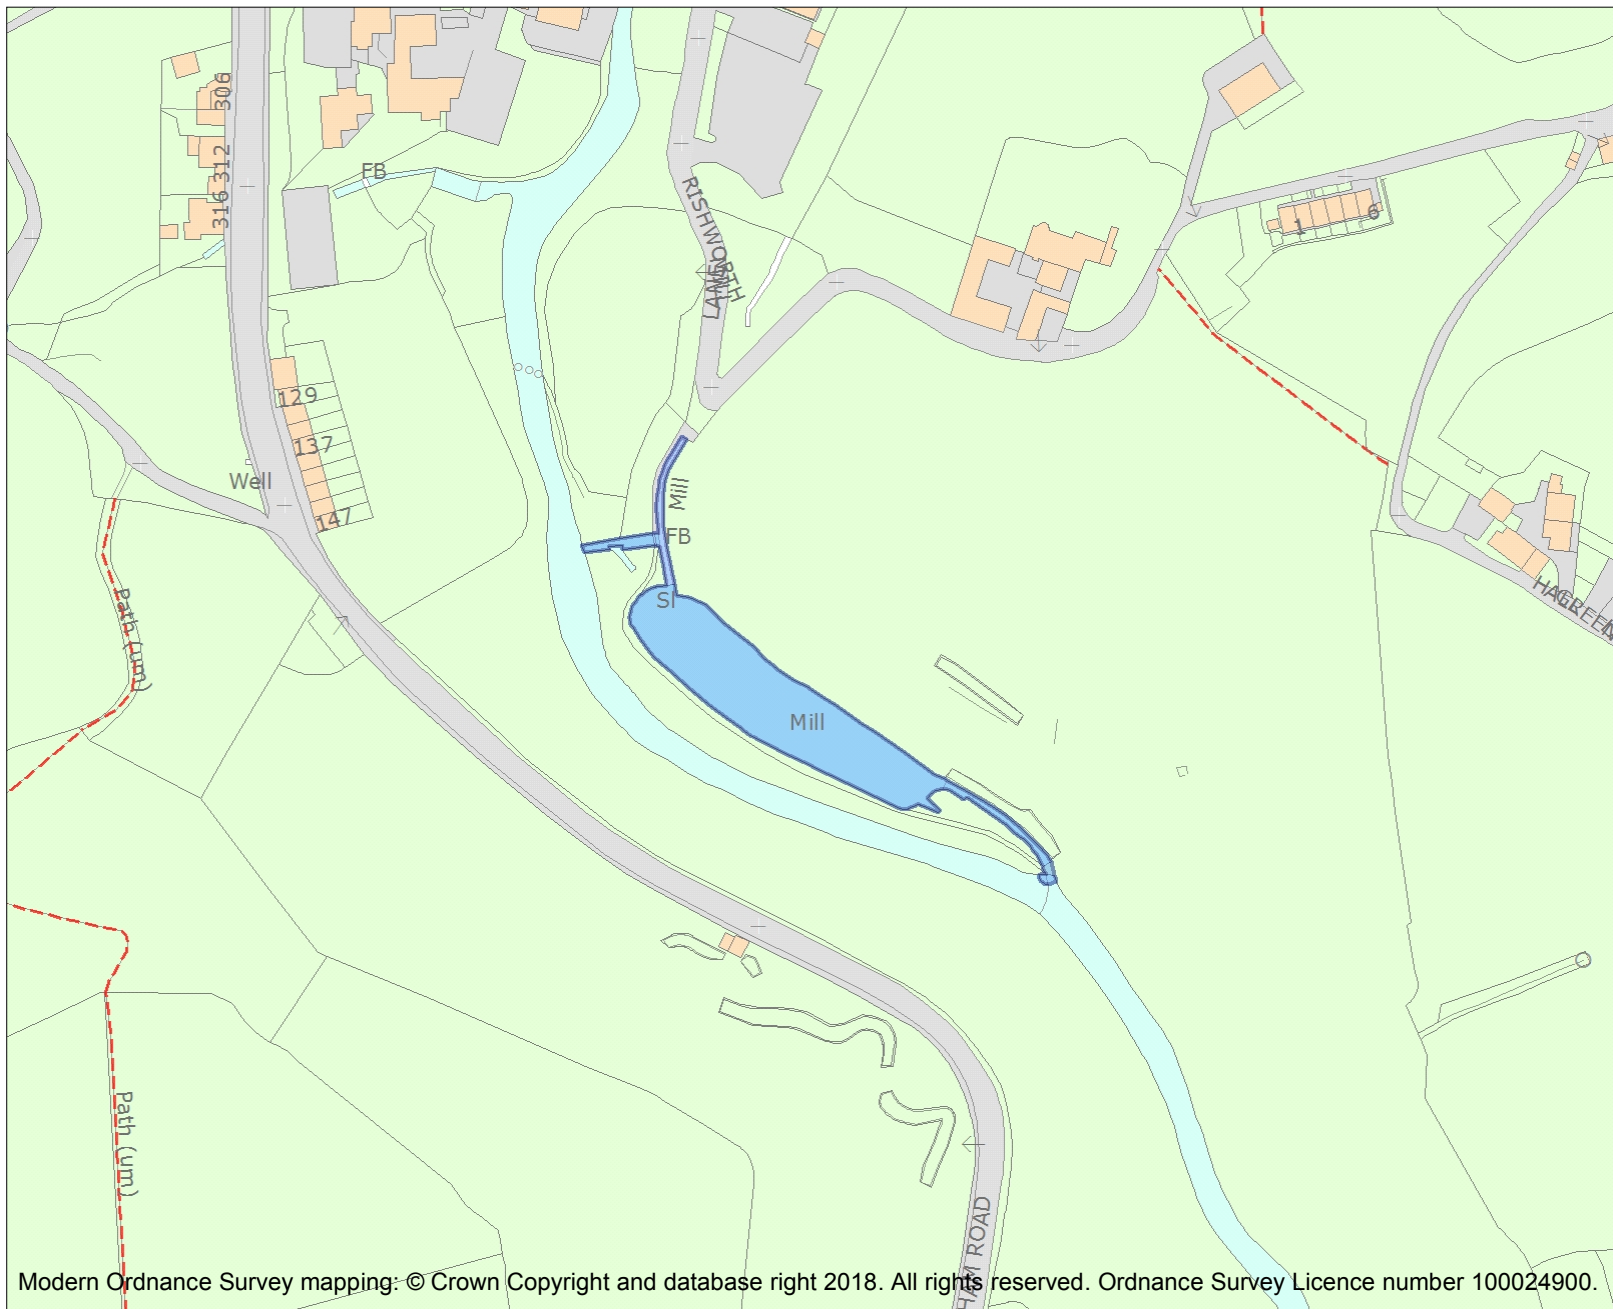 306
312
316
FB
RISHWORTH
LANE
1
6
129
137
147
Well
Mill
FB
Sl
Mill
Path (um)
Path (um)
HAM ROAD
Modern Ordnance Survey mapping: © Crown Copyright and database right 2018. All rights reserved. Ordnance Survey Licence number 100024900.